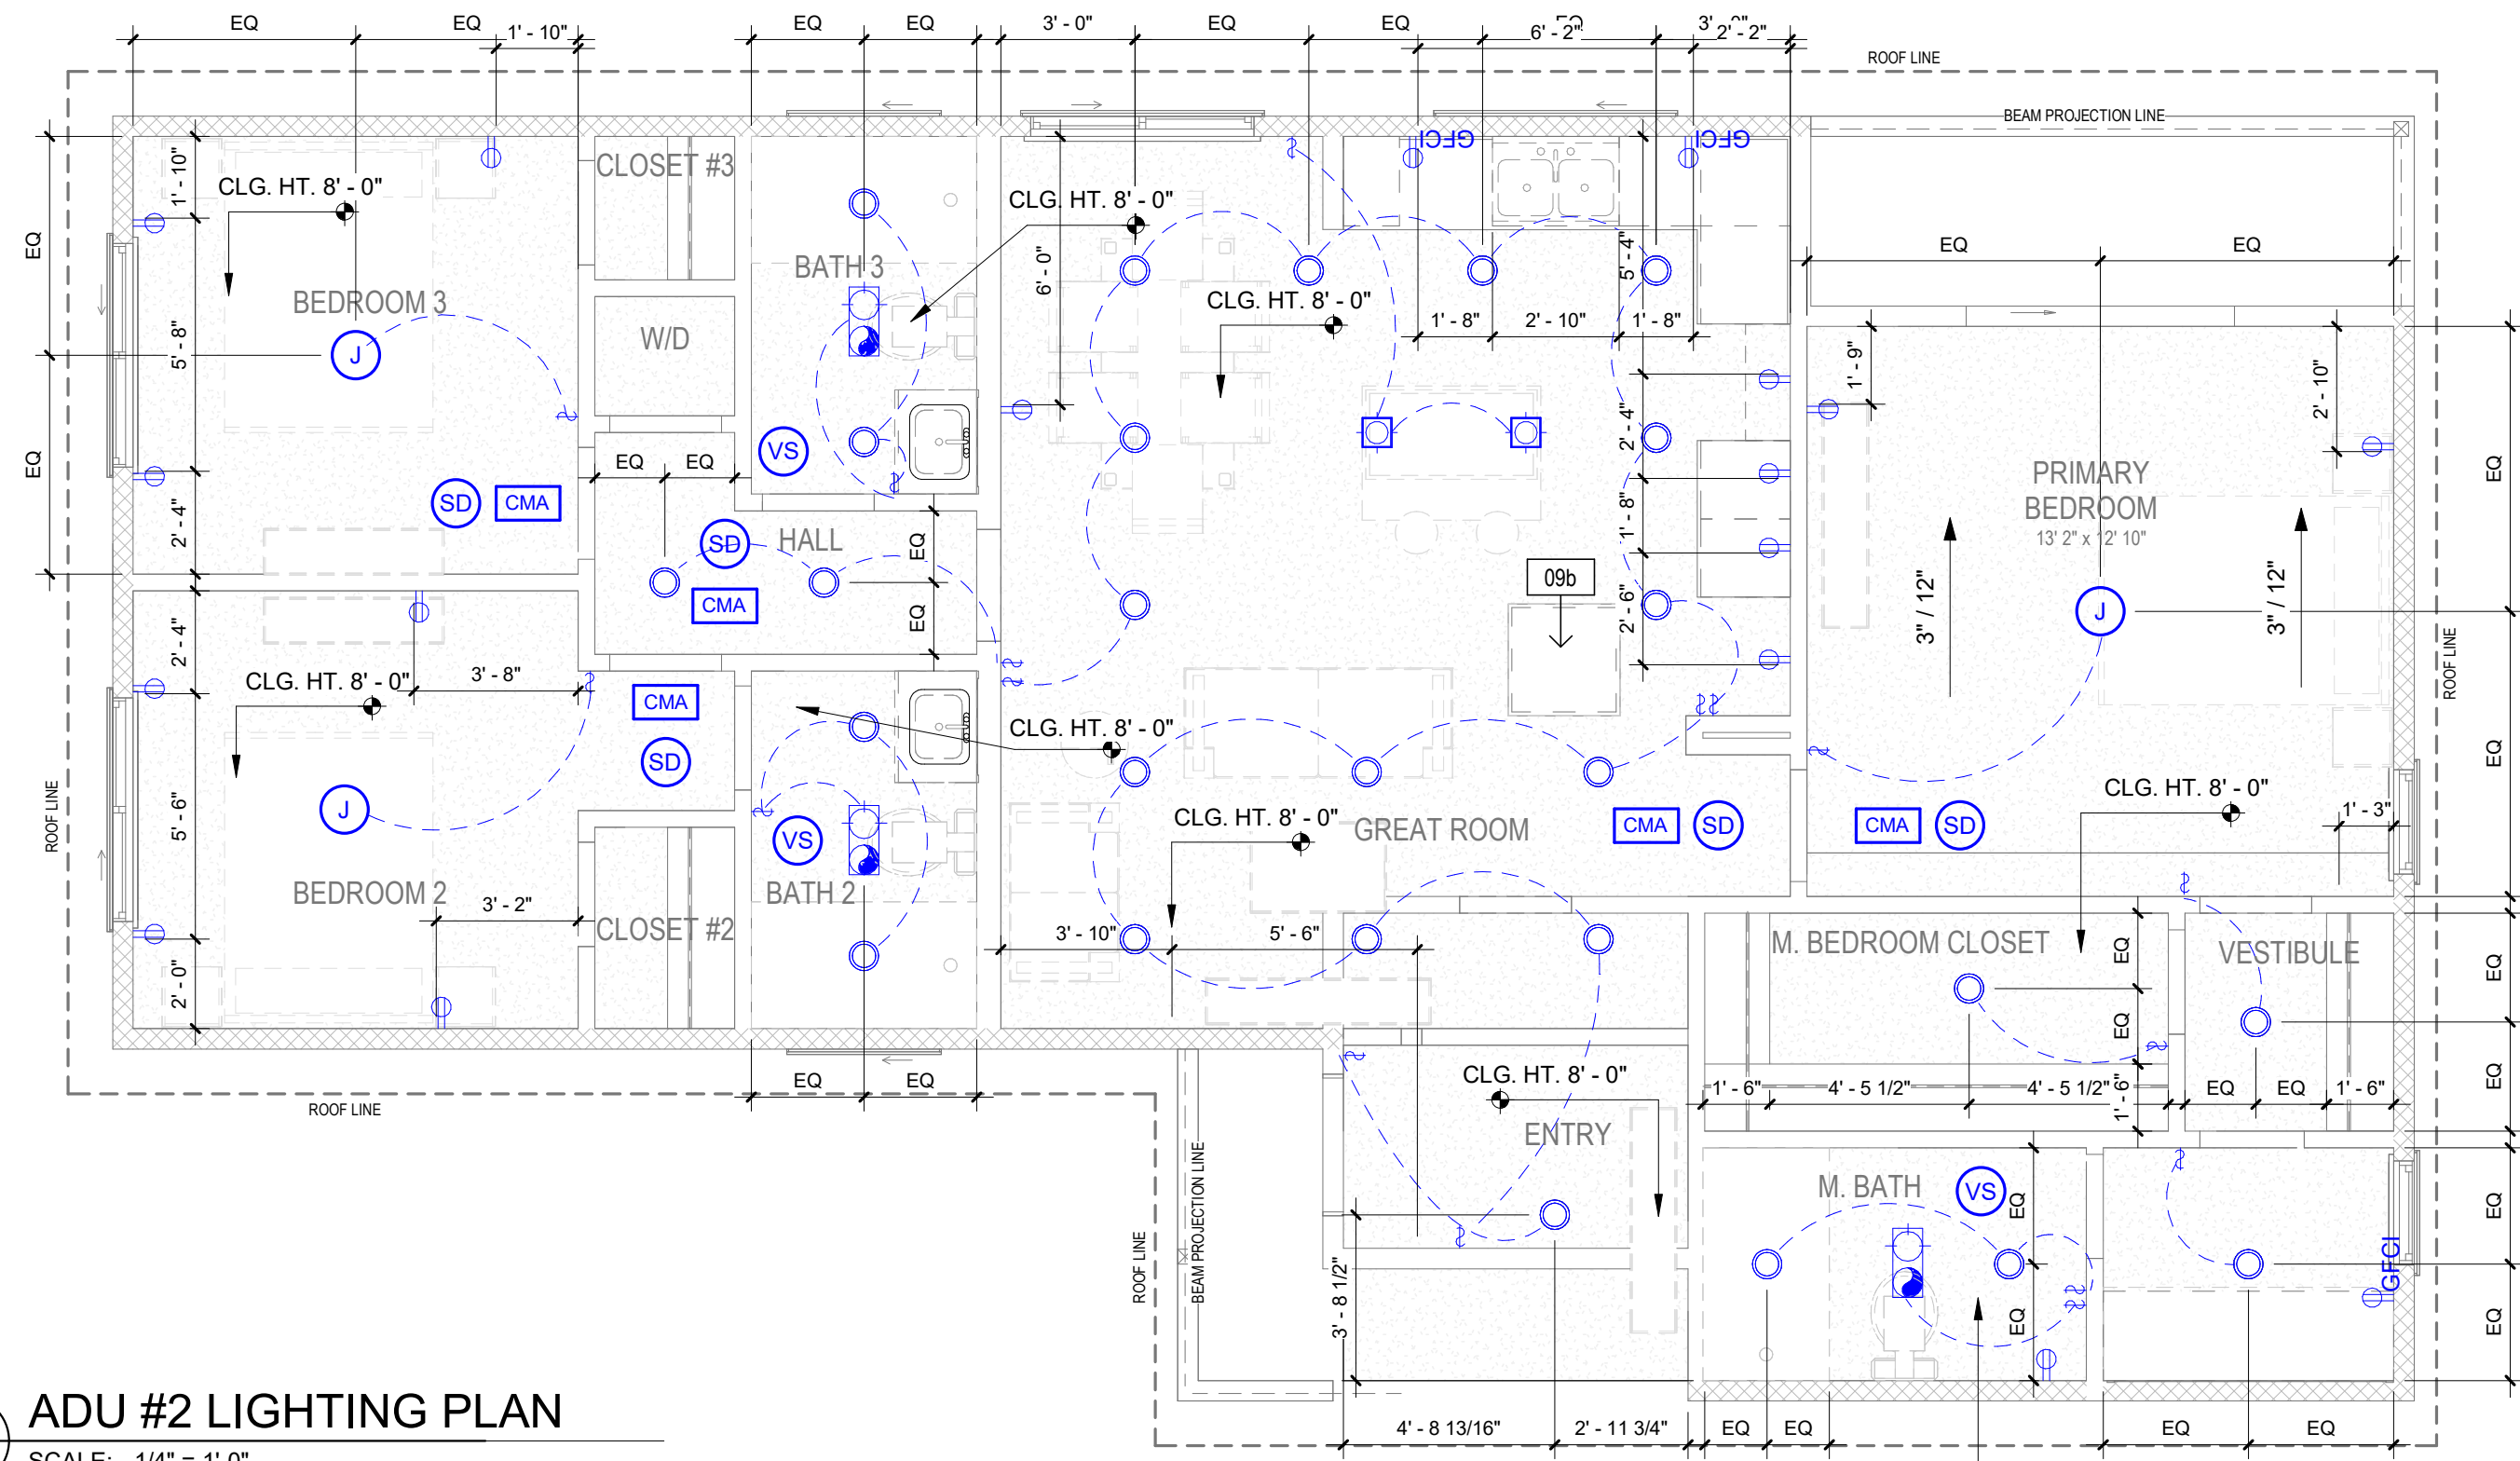 EQ EQ 1' - 10" EQ EQ 3' - 0" EQ EQ 6' - 2" 2' - 2"
ROOF LINE
BEAM PROJECTION LINE
GFCI GFCI
1' - 10"
CLOSET #3
CLG. HT. 8' - 0"
CLG. HT. 8' - 0"
EQ
EQ EQ
BATH 3
6' - 0"
5' - 4"
BEDROOM 3
CLG. HT. 8' - 0"
W/D
1' - 8" 2' - 10" 1' - 8"
5' - 8"
J
1' - 9"
2' - 10"
VS
2' - 4"
EQ
EQ EQ
EQ
PRIMARY
BEDROOM
13' 2" x 12' 10"
SD CMA
2' - 4"
1' - 8"
SD HALL
EQ
09b
CMA
EQ
2' - 6"
3" / 12"
J
3" / 12"
2' - 4"
3' - 8"
CLG. HT. 8' - 0"
CMA
ROOF LINE
CLG. HT. 8' - 0"
SD
EQ
J
CLG. HT. 8' - 0"
5' - 6"
ROOF LINE
VS
CLG. HT. 8' - 0"
GREAT ROOM
CMA SD
CMA SD
1' - 3"
BEDROOM 2
BATH 2
3' - 2"
CLOSET #2
3' - 10" 5' - 6"
M. BEDROOM CLOSET
EQ
VESTIBULE
EQ
2' - 0"
EQ
EQ
EQ EQ
CLG. HT. 8' - 0"
1' - 6" 4' - 5 1/2" 4' - 5 1/2" 1' - 6" EQ EQ 1' - 6"
ROOF LINE
ENTRY
BEAM PROJECTION LINE
M. BATH
VS
EQ
EQ
ROOF LINE
GFCI
3' - 8 1/2"
EQ
EQ
ADU #2 LIGHTING PLAN
4' - 8 13/16" 2' - 11 3/4" EQ EQ EQ EQ
SCALE: 1/4" = 1'-0"